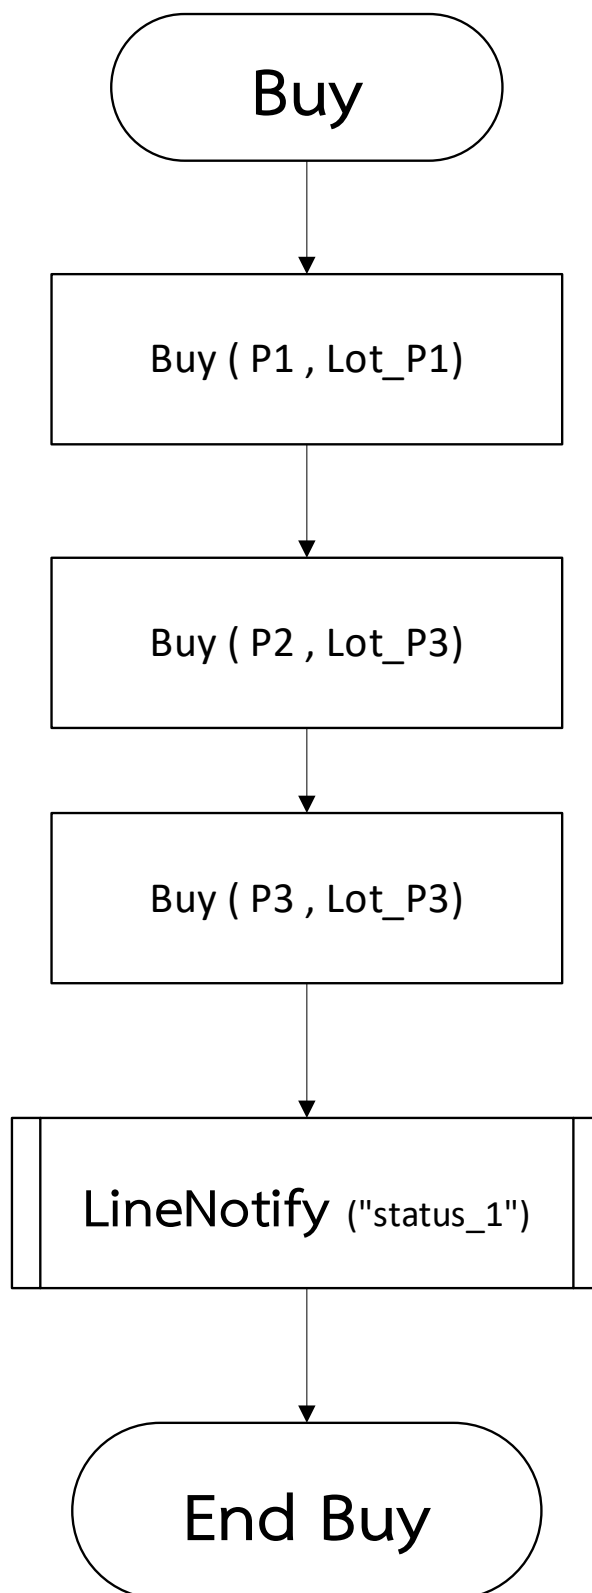 Buy
Buy ( P1 , Lot_P1)
Buy ( P2 , Lot_P3)
Buy ( P3 , Lot_P3)
LineNotify ("status_1")
End Buy